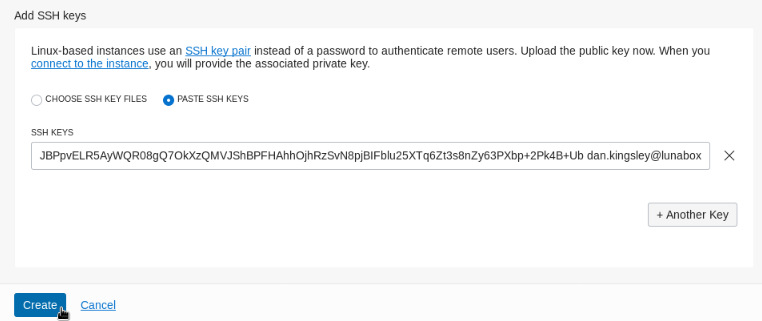 Add SSH keys
Linux-based instances use an SSH key pair instead of a password to authenticate remote users. Upload the public key now. When you
connect to the instance, you will provide the associated private key.
CHOOSE SSH KEY FILES PASTE SSH KEYS
SSH KEYS
JBPpvELR5AyWQR08gQ7OkXzQMVJShBPFHAhhOjhRzSvN8pjBIFblu25XTq6Zt3s8nZy63PXbp+2Pk4B+Ub dan.kingsley@lunabox
+ Another Key
Create Cancel